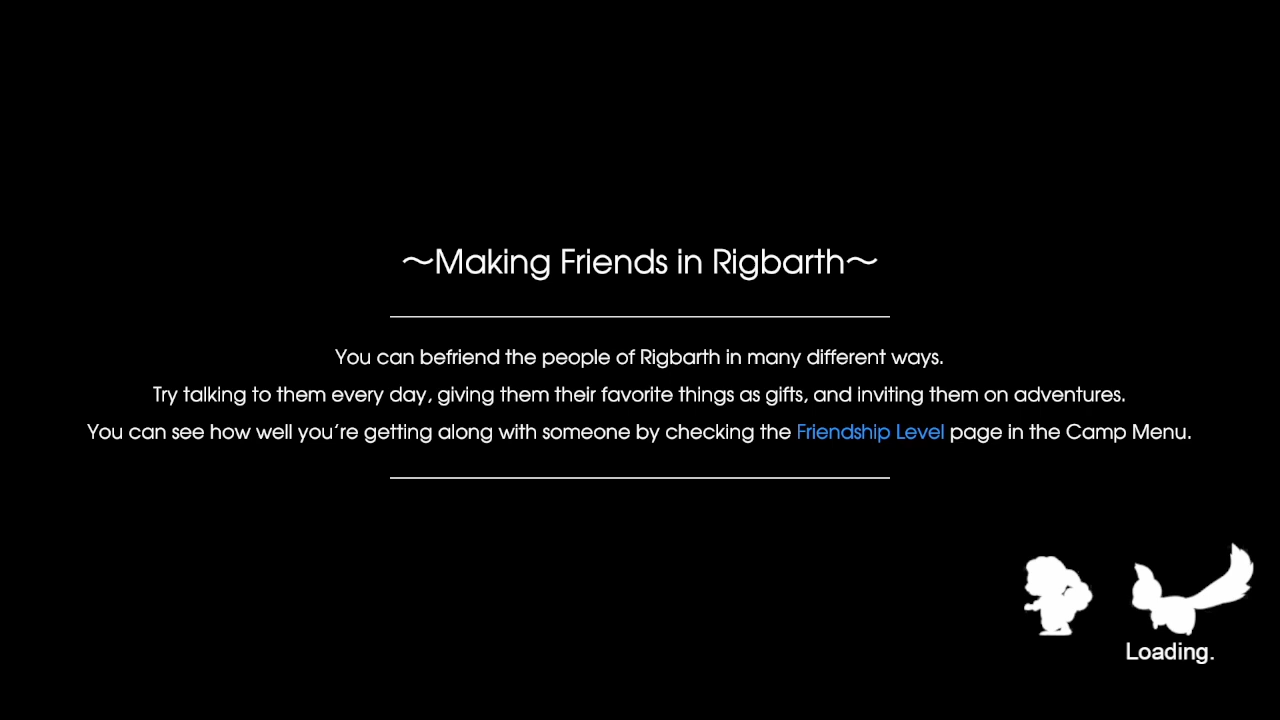 ～Making Friends in Rigbarth～
You can befriend the people of Rigbarth in many different ways.
Try talking to them every day, giving them their favorite things as gifts, and inviting them on adventures.
You can see how well you’re getting along with someone by checking the Friendship Level page in the Camp Menu.
Loading.